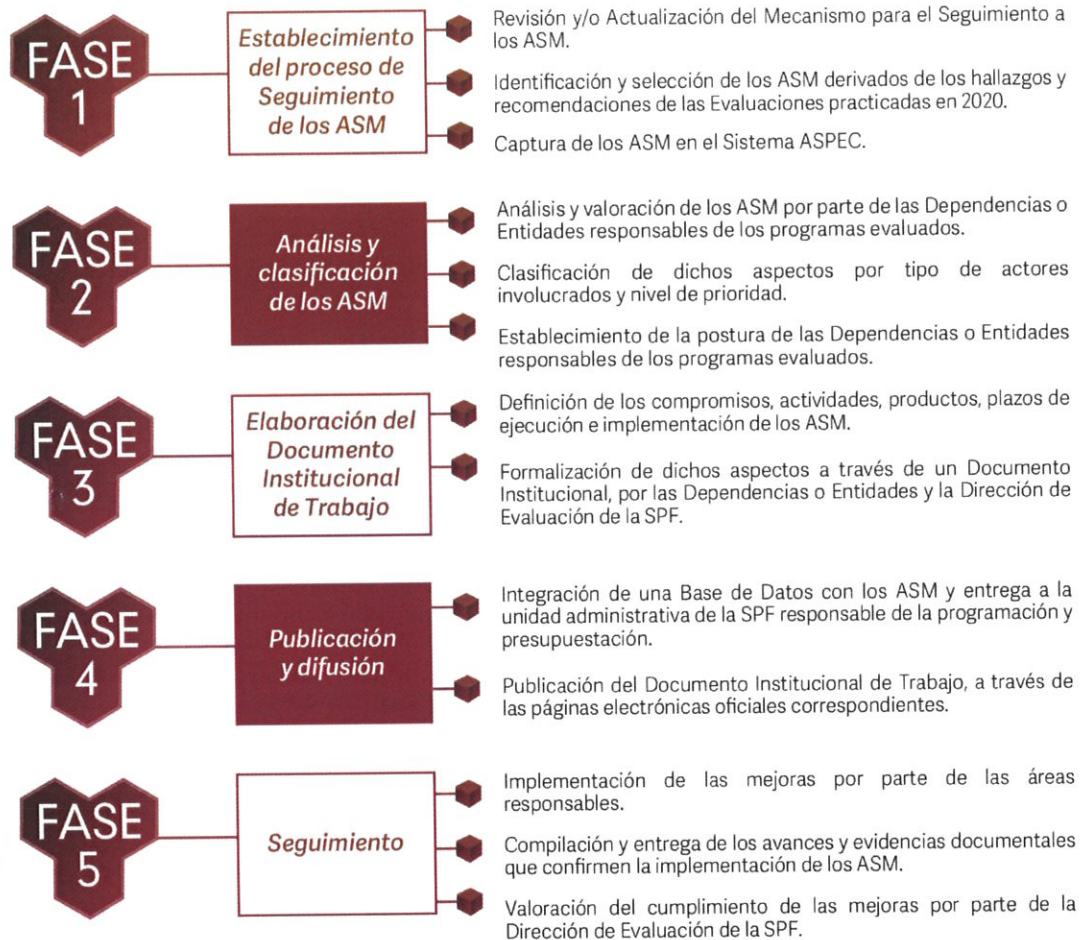 FASE
1
Establecimiento
del proceso de
Seguimiento
de los ASM
Revisión y/o Actualización del Mecanismo para el Seguimiento a
los ASM.
Identificación y selección de los ASM derivados de los hallazgos y
recomendaciones de las Evaluaciones practicadas en 2020.
Captura de los ASM en el Sistema ASPEC.
FASE
2
Análisis y
clasificación
de los ASM
Análisis y valoración de los ASM por parte de las Dependencias o
Entidades responsables de los programas evaluados.
Clasificación de dichos aspectos por tipo de actores
involucrados y nivel de prioridad.
Establecimiento de la postura de las Dependencias o Entidades
responsables de los programas evaluados.
FASE
3
Elaboración del
Documento
Institucional
de Trabajo
Definición de los compromisos, actividades, productos, plazos de
ejecución e implementación de los ASM.
Formalización de dichos aspectos a través de un Documento
Institucional, por las Dependencias o Entidades y la Dirección de
Evaluación de la SPF.
FASE
4
Publicación
y difusión
Integración de una Base de Datos con los ASM y entrega a la
unidad administrativa de la SPF responsable de la programación y
presupuestación.
Publicación del Documento Institucional de Trabajo, a través de
las páginas electrónicas oficiales correspondientes.
FASE
5
Seguimiento
Implementación de las mejoras por parte de las áreas
responsables.
Compilación y entrega de los avances y evidencias documentales
que confirmen la implementación de los ASM.
Valoración del cumplimiento de las mejoras por parte de la
Dirección de Evaluación de la SPF.